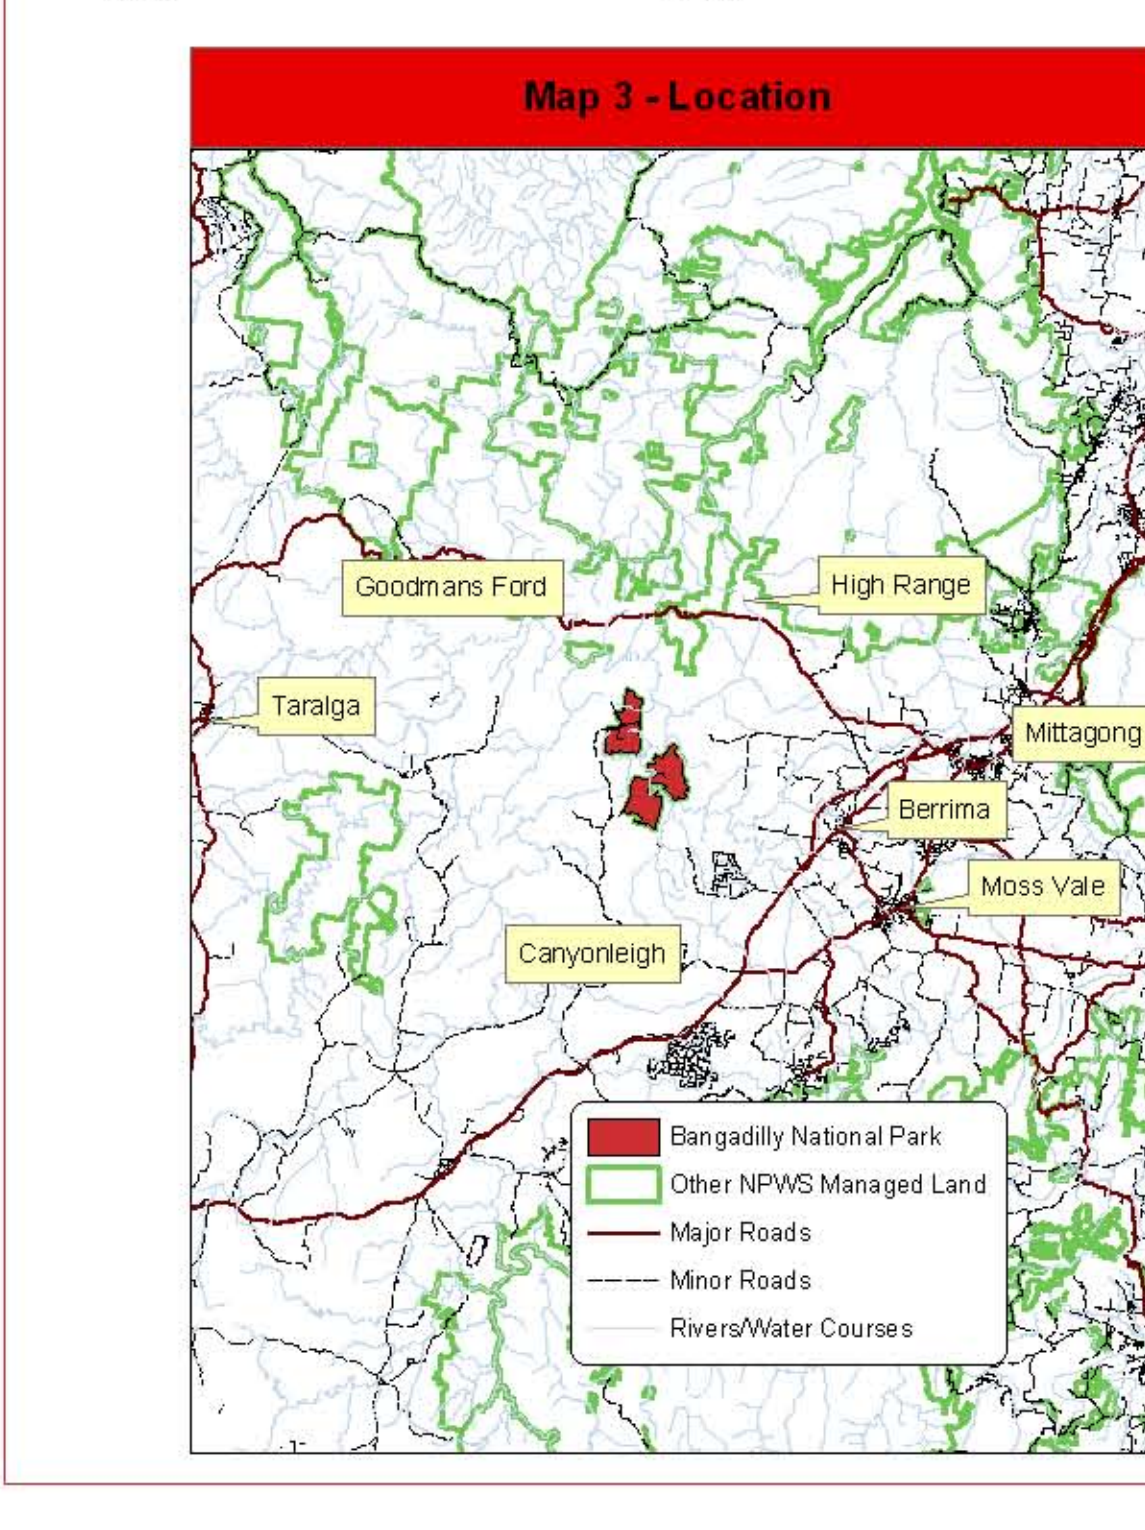 Map 3 - Location
Goodmans Ford
High Range
Taralga
Mittagong
Berrima
Moss Vale
Canyonleigh
Bangadilly National Park
Other NPWS Managed Land
Major Roads
Minor Roads
Rivers/Water Courses